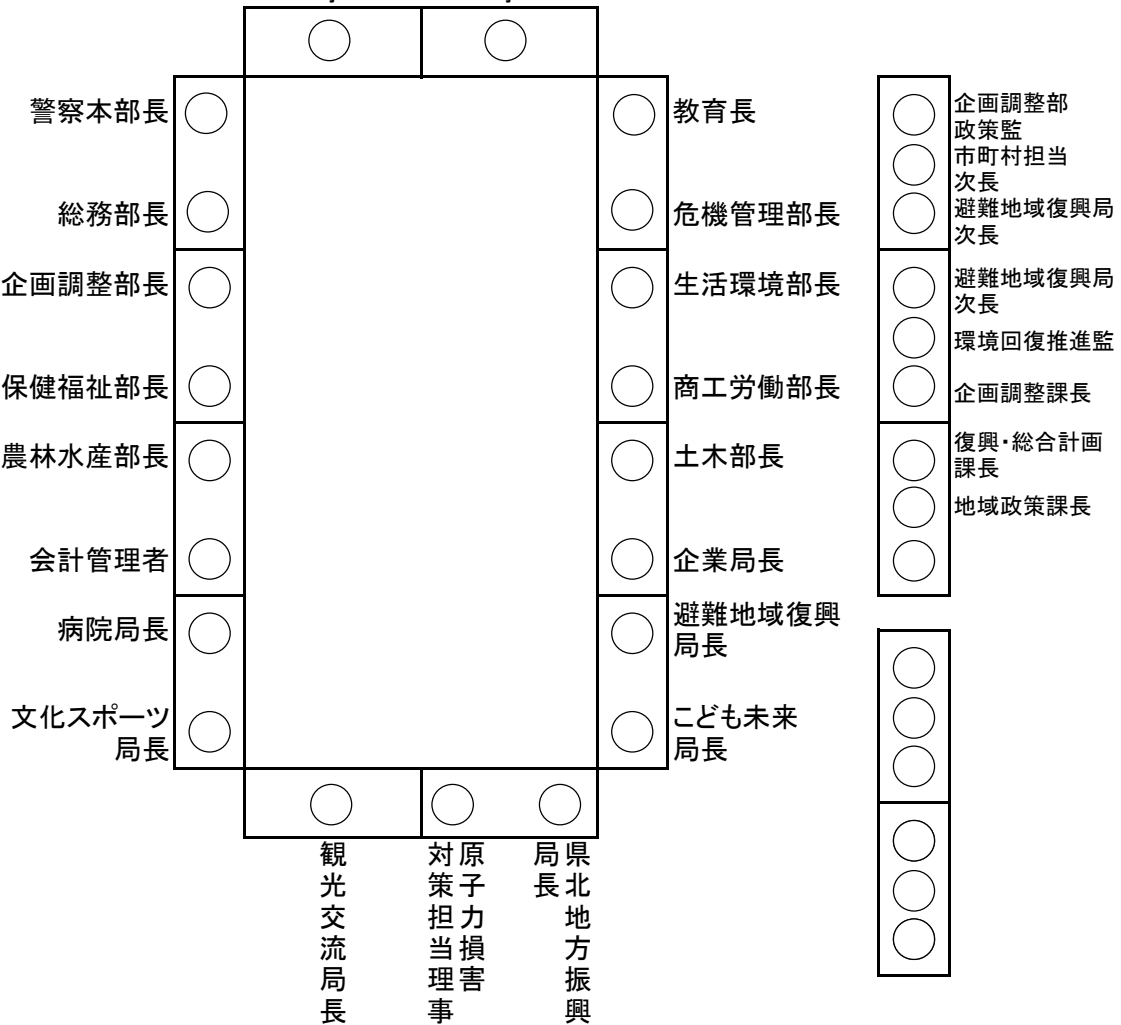 警察本部長
総務部長
企画調整部長
保健福祉部長
農林水産部長
会計管理者
病院局長
文化スポーツ
局長
教育長
危機管理部長
生活環境部長
商工労働部長
土木部長
企業局長
避難地域復興
局長
こども未来
局長
観光交流局長
原子力損害
対策担当理事
県北地方振興
局長
企画調整部
政策監
市町村担当
次長
避難地域復興局
次長
避難地域復興局
次長
環境回復推進監
企画調整課長
復興・総合計画
課長
地域政策課長